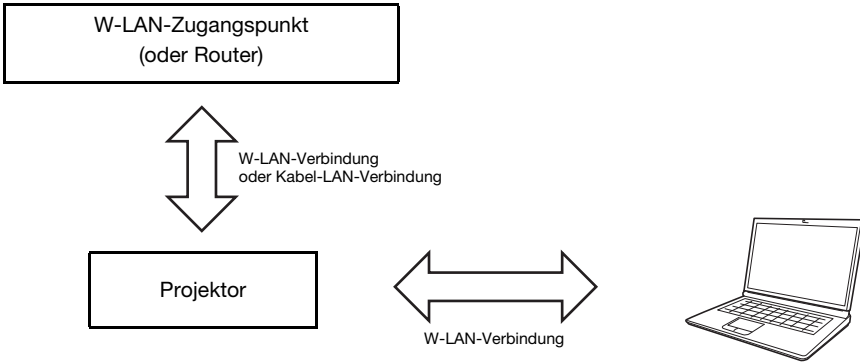 W-LAN-Zugangspunkt
(oder Router)
W-LAN-Verbindung
oder Kabel-LAN-Verbindung
Projektor
W-LAN-Verbindung